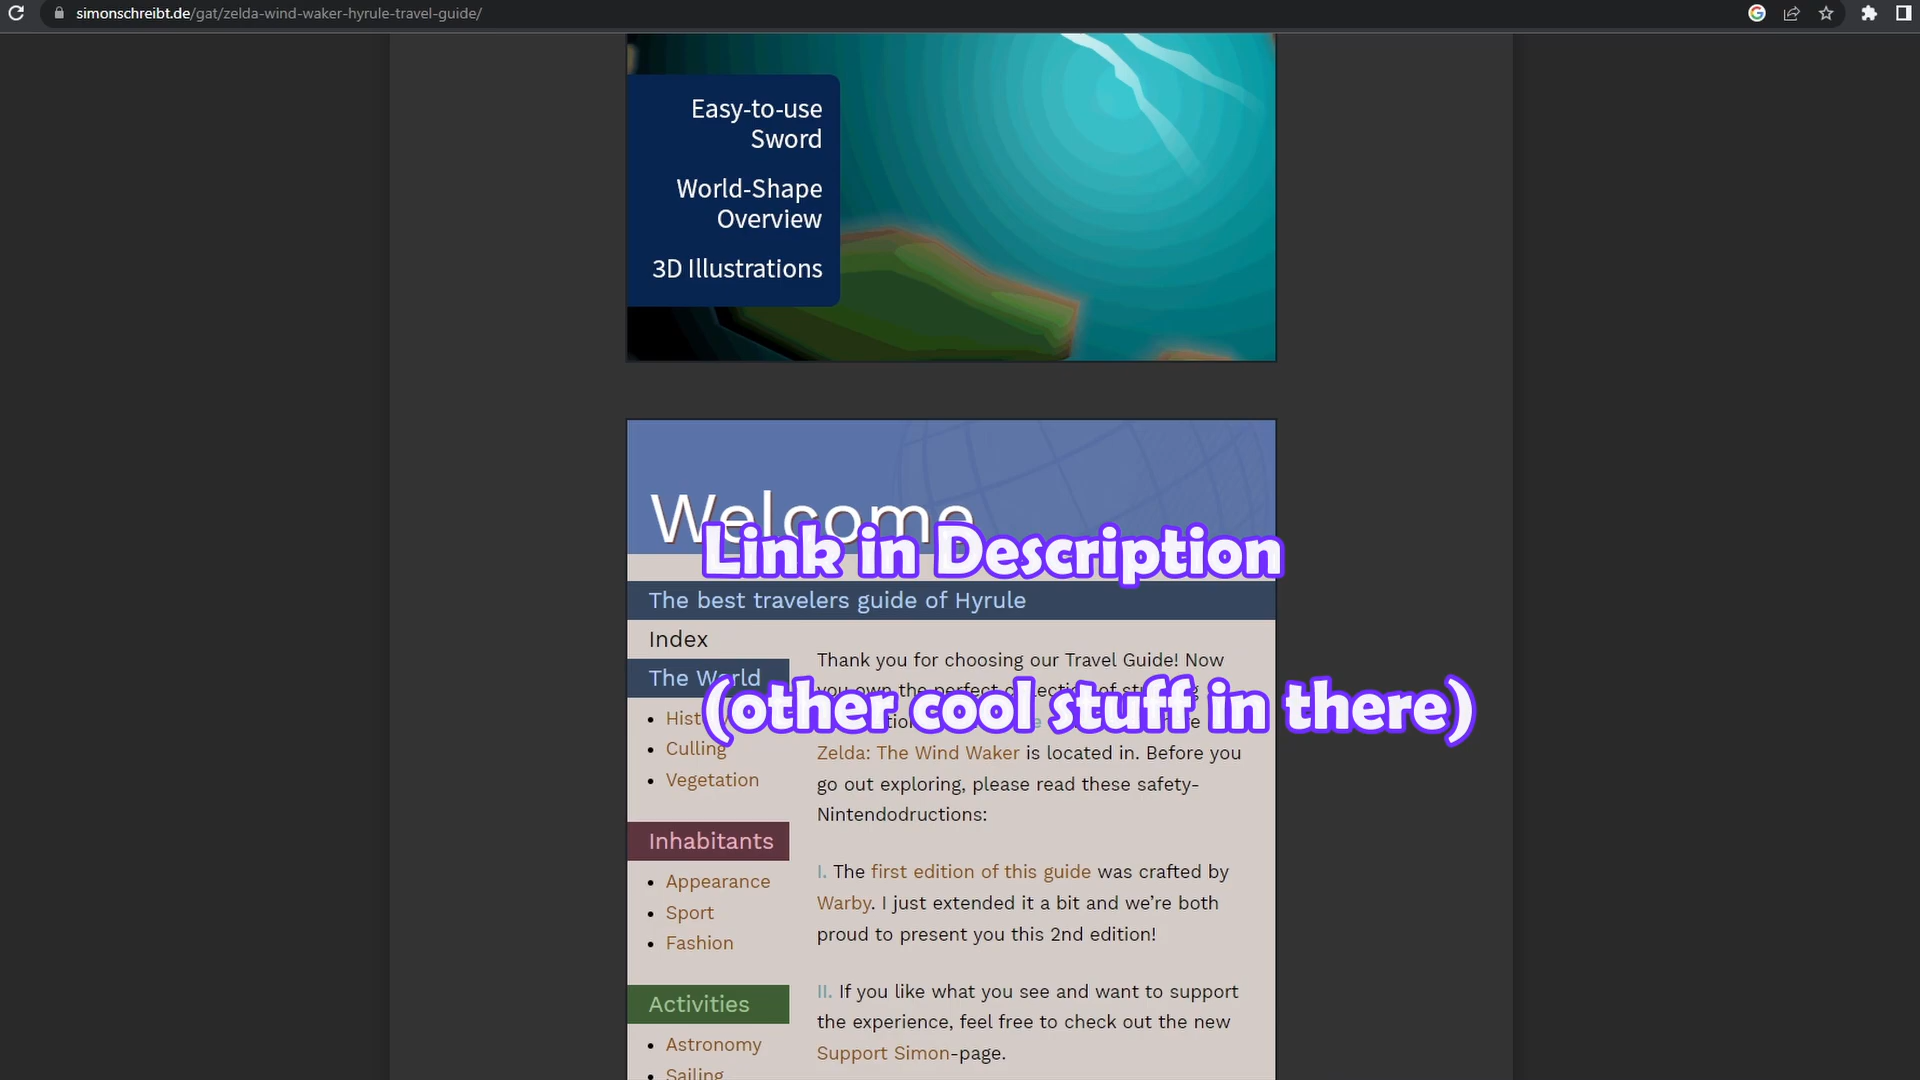 simonschreibt.de/gat/zelda-wind-waker-hyrule-travel-guide/
Easy-to-use
Sword
World-Shape
Overview
3D Illustrations
Welcome
Link in Description
The best travelers guide of Hyrule
Index
The World
(other cool stuff in there)
Culling
Vegetation
Inhabitants
Appearance
Sport
Fashion
Activities
Astronomy
Sailing
Thank you for choosing our Travel Guide! Now
you own the perfect
Zelda: The Wind Waker is located in. Before you
go out exploring, please read these safety-
Nintendodructions:
I. The first edition of this guide was crafted by
Warby. I just extended it a bit and we’re both
proud to present you this 2nd edition!
II. If you like what you see and want to support
the experience, feel free to check out the new
Support Simon-page.